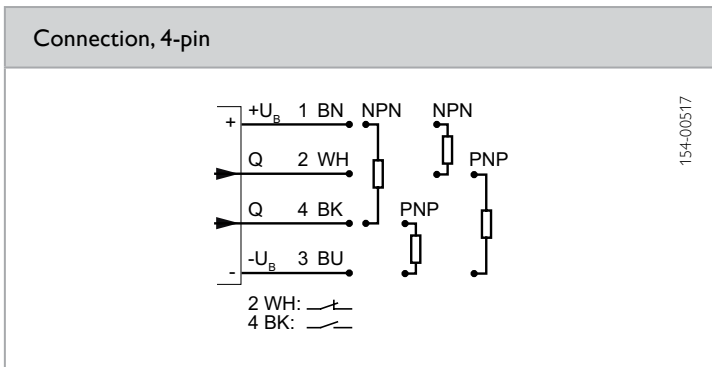 Connection, 4-pin
+U_B 1 BN NPN NPN
+
Q 2 WH PNP
Q 4 BK PNP
-U_B 3 BU
-
2 WH:
4 BK:
154-00517